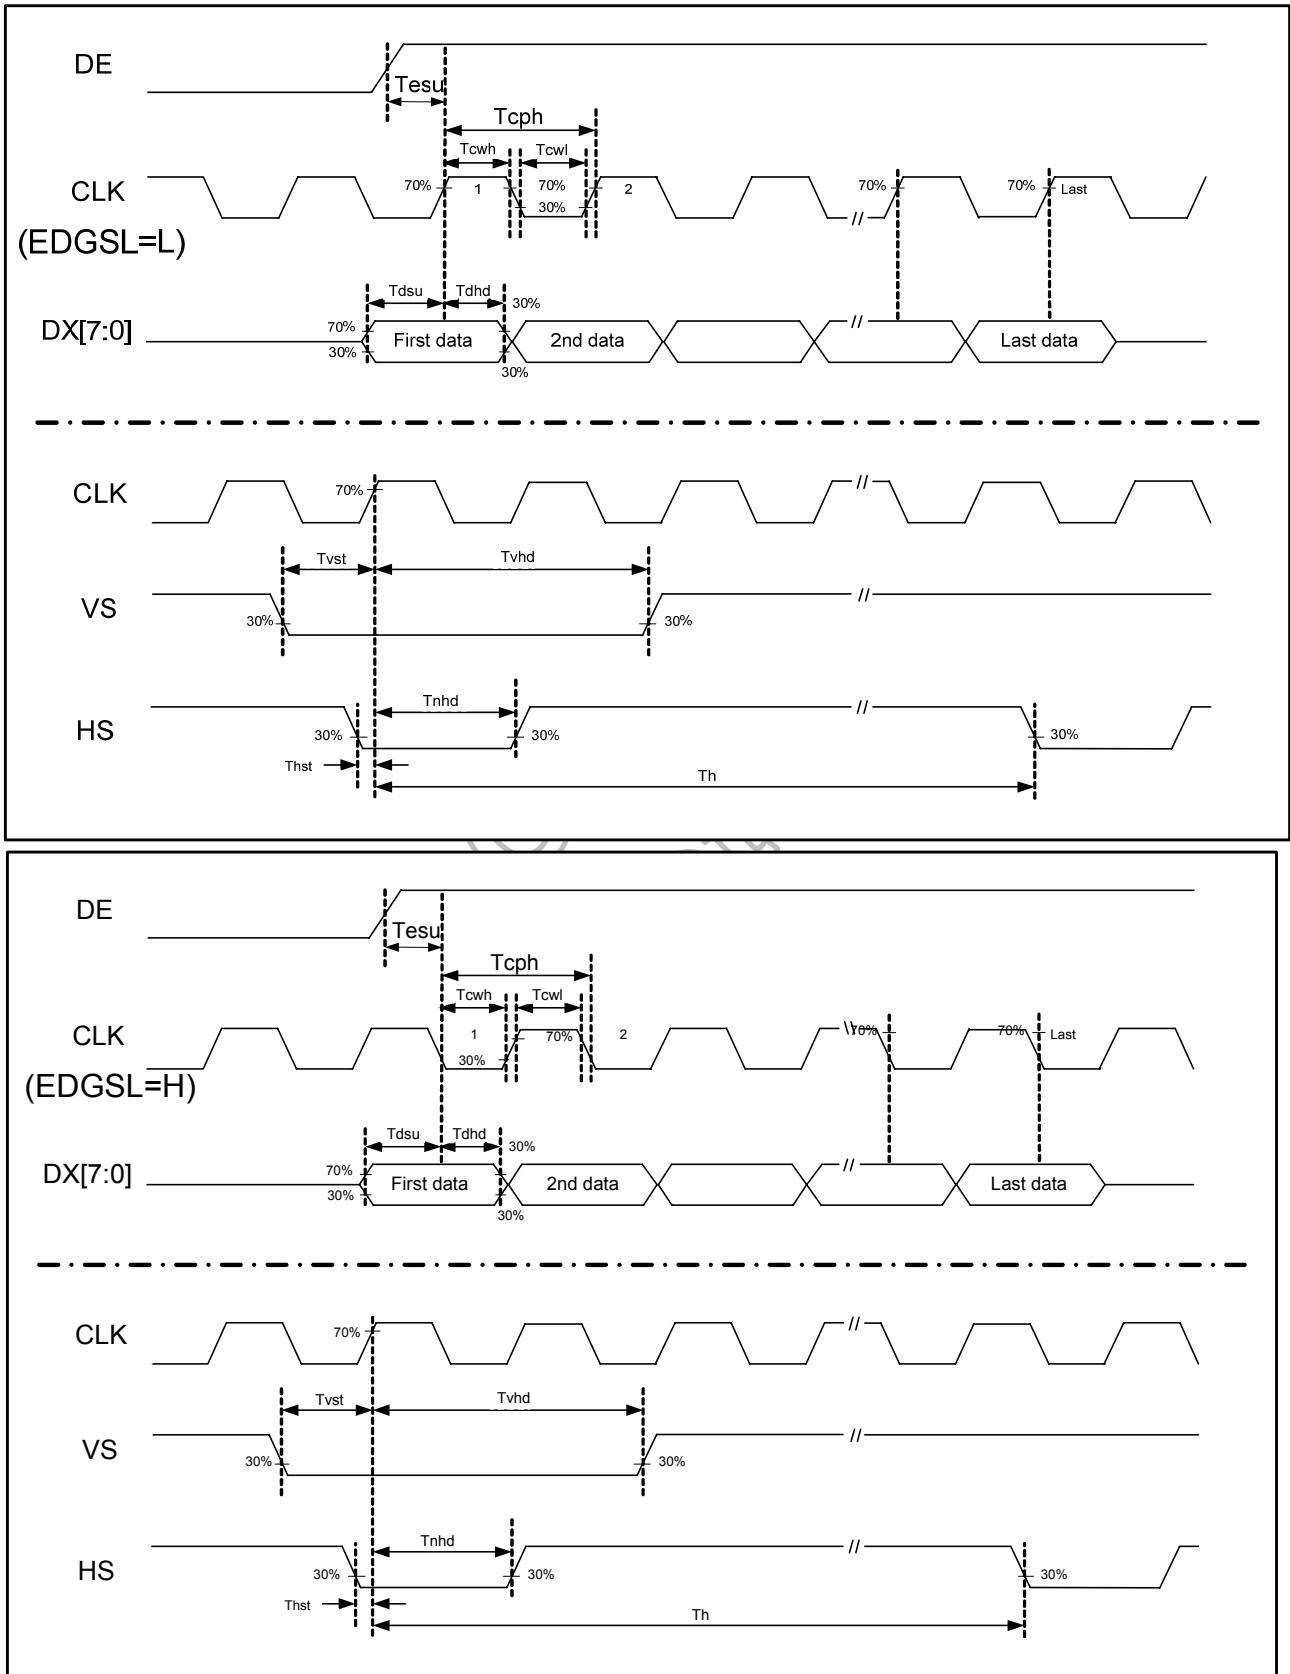 DE
Tesu
Tcph
Tcwh
Tcwl
CLK
(EDGSL=L)
70%
1
70%
30%
2
70%
70%
Last
//
Tdsu
Tdhd
30%
DX[7:0]
70%
30%
First data
30%
2nd data
//
Last data
CLK
70%
//
Tvst
Tvhd
VS
30%
30%
//
Tnhd
HS
30%
30%
//
30%
Thst
Th
DE
Tesu
Tcph
Tcwh
Tcwl
CLK
(EDGSL=H)
1
30%
70%
2
\\
70%
70%
Last
Tdsu
Tdhd
30%
DX[7:0]
70%
30%
First data
30%
2nd data
//
Last data
CLK
70%
//
Tvst
Tvhd
VS
30%
30%
//
Tnhd
HS
30%
30%
//
30%
Thst
Th